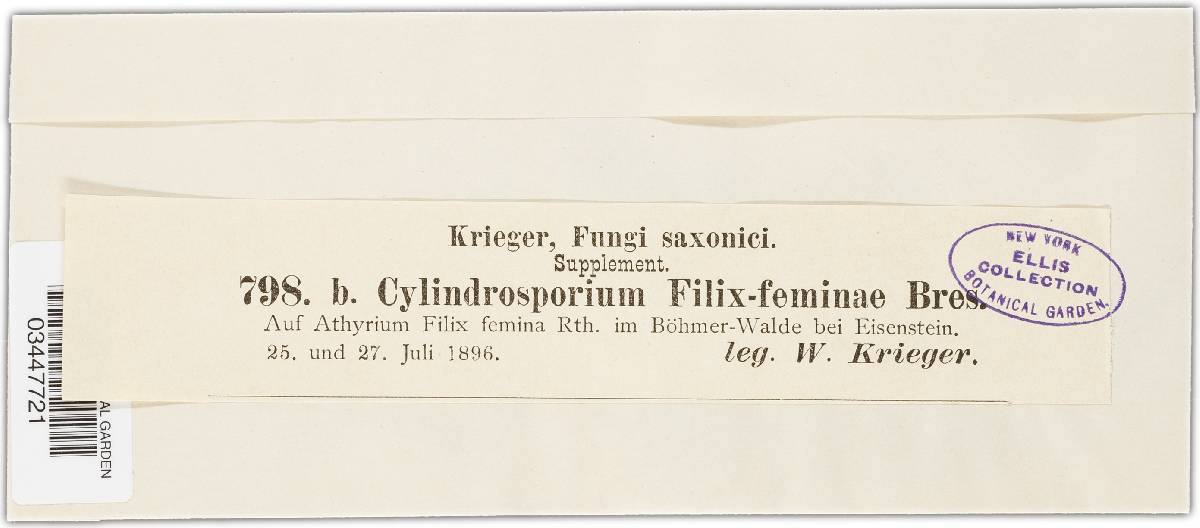 Krieger, Fungi saxonici.
Supplement.
798. b. Cylindrosporium Filix-feminae Bres.
Auf Athyrium Filix femina Rth. im Böhmer-Walde bei Eisenstein.
25. und 27. Juli 1896.
leg. W. Krieger.
NEW YORK
ELLIS
COLLECTION
BOTANICAL GARDEN.
AL GARDEN
03447721